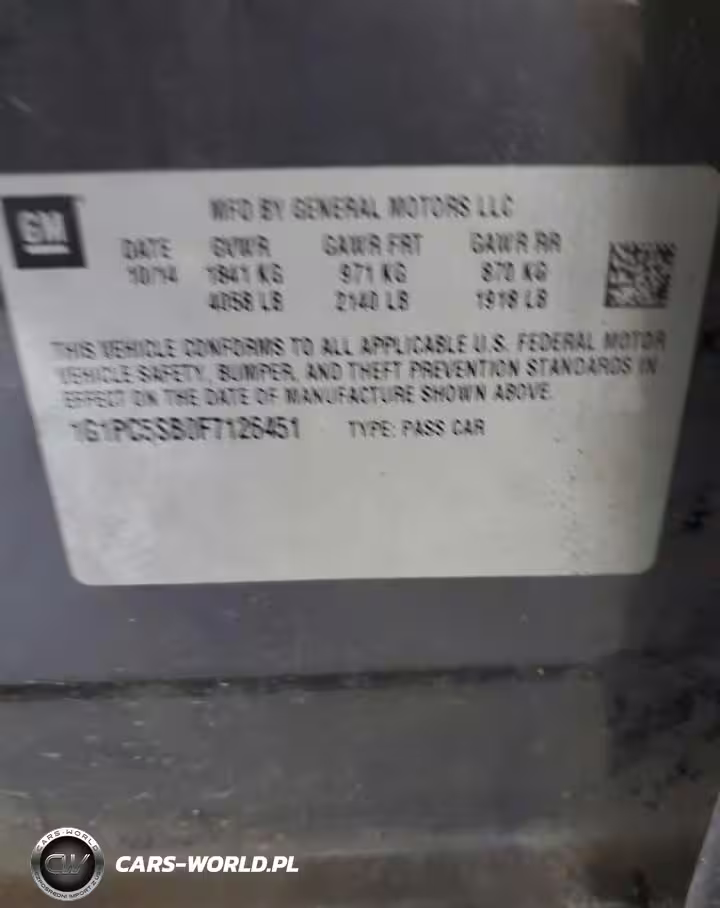 GM
MFD BY GENERAL MOTORS LLC
DATE GVWR GAWR FRT GAWR RR
10/14 1841 KG 971 KG 870 KG
4058 LB 2140 LB 1918 LB
THIS VEHICLE CONFORMS TO ALL APPLICABLE U.S. FEDERAL MOTOR
VEHICLE SAFETY, BUMPER, AND THEFT PREVENTION STANDARDS IN
EFFECT ON THE DATE OF MANUFACTURE SHOWN ABOVE.
1G1PC5SB0F7126451 TYPE: PASS CAR
CARS-WORLD
CW
CARS-WORLD.PL